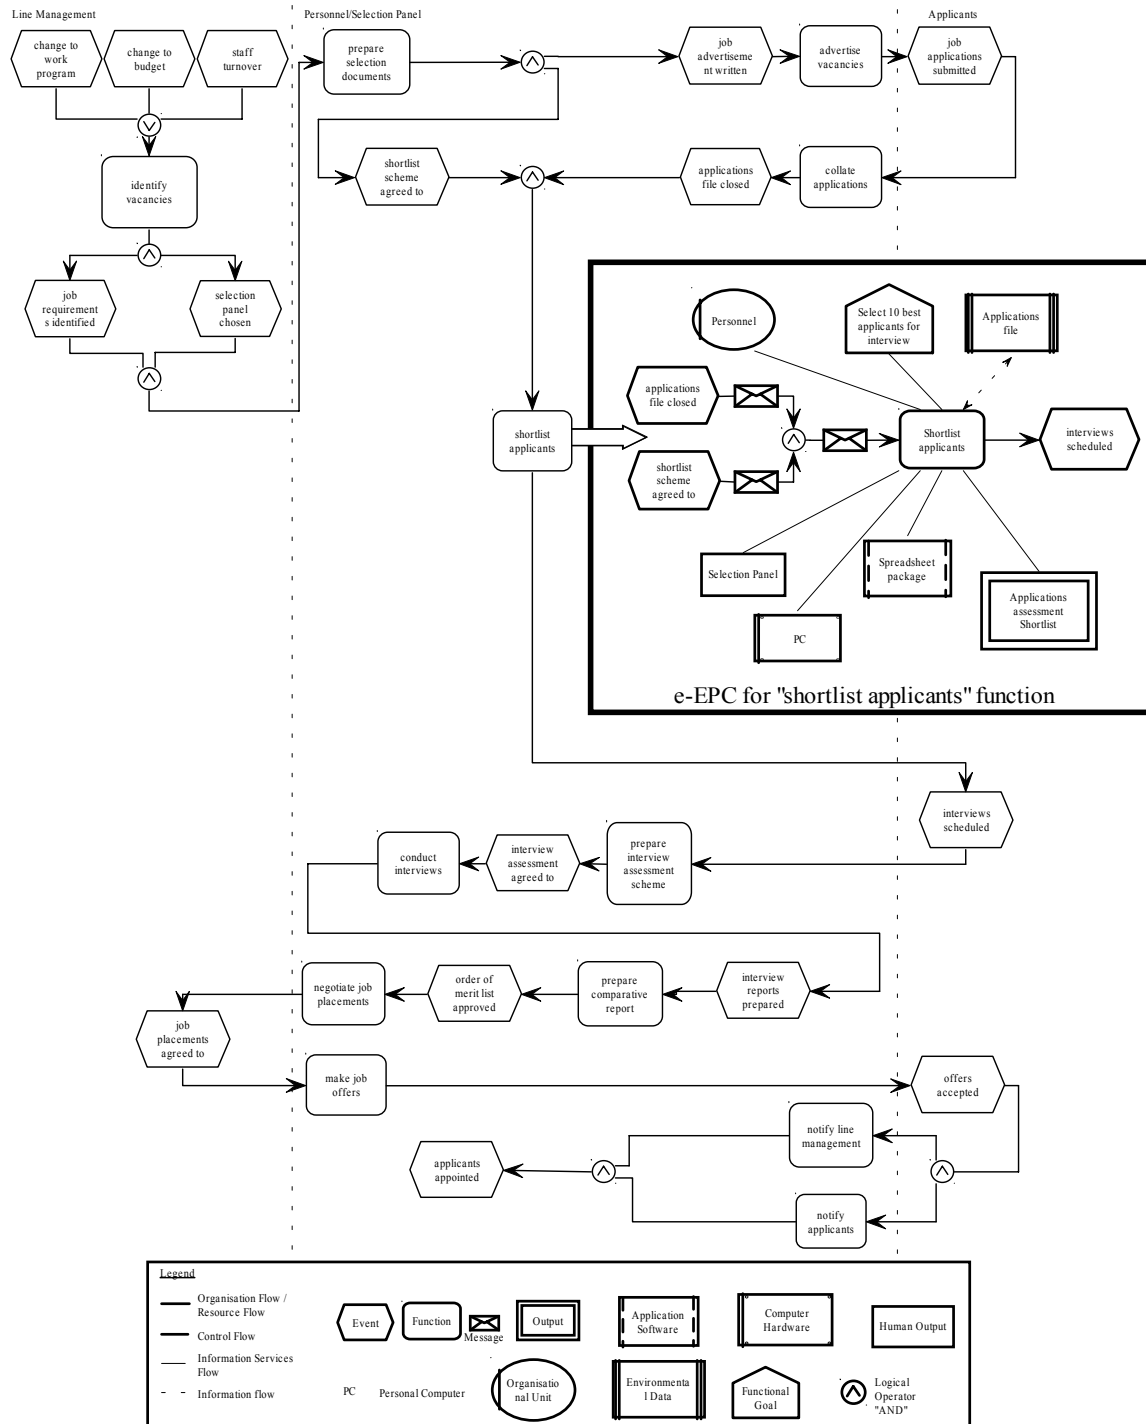 Line Management
Personnel/Selection Panel
Applicants
change to
work
program
change to
budget
staff
turnover
prepare
selection
documents
job
advertiseme
nt written
advertise
vacancies
job
applications
submitted
identify
vacancies
shortlist
scheme
agreed to
applications
file closed
collate
applications
job
requirement
s identified
selection
panel
chosen
Personnel
Select 10 best
applicants for
interview
Applications
file
applications
file closed
shortlist
applicants
Shortlist
applicants
interviews
scheduled
shortlist
scheme
agreed to
Selection Panel
Spreadsheet
package
PC
Applications
assessment
Shortlist
e-EPC for "shortlist applicants" function
interviews
scheduled
conduct
interviews
interview
assessment
agreed to
prepare
interview
assessment
scheme
negotiate job
placements
order of
merit list
approved
prepare
comparative
report
interview
reports
prepared
job
placements
agreed to
make job
offers
offers
accepted
notify line
management
applicants
appointed
notify
applicants
Legend
Organisation Flow /
Resource Flow
Control Flow
Information Services
Flow
Information flow
Event
Function
Message
Output
Application
Software
Computer
Hardware
Human Output
PC
Personal Computer
Organisatio
nal Unit
Environmenta
l Data
Functional
Goal
Logical
Operator
"AND"